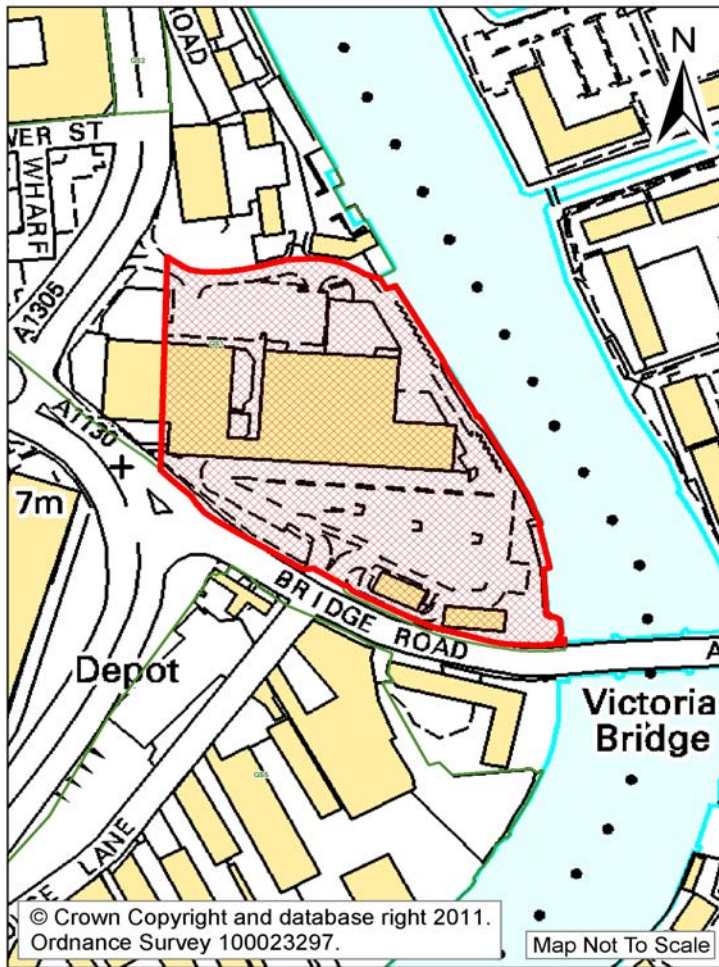 ROAD
N
WER ST
WHARF
A1305
A1130
7m
BRIDGE ROAD
A
Depot
Victoria
Bridge
SE LANE
© Crown Copyright and database right 2011.
Ordnance Survey 100023297.
Map Not To Scale